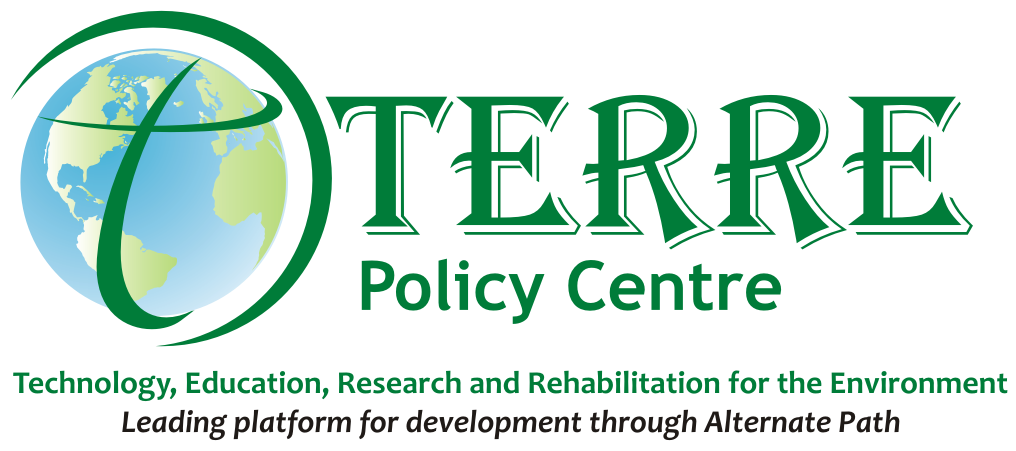 TERRE
Policy Centre
Technology, Education, Research and Rehabilitation for the Environment
Leading platform for development through Alternate Path